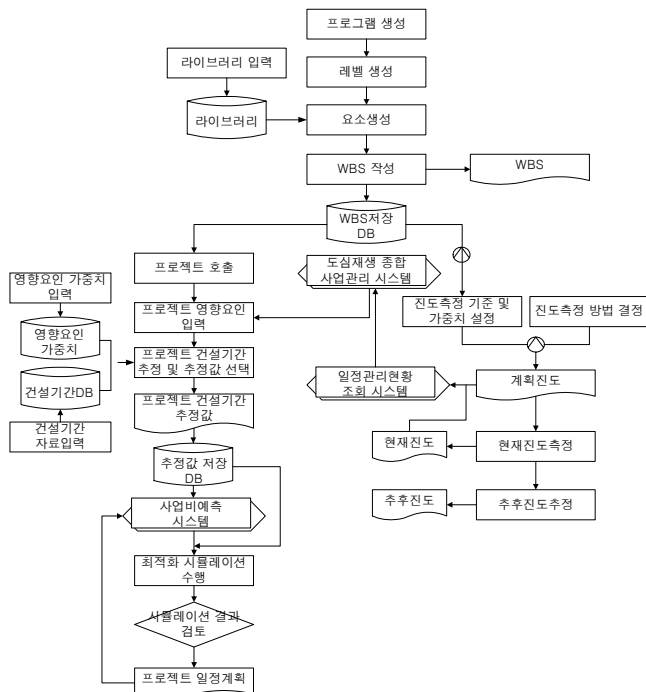 프로그램 생성
라이브러리 입력
레벨 생성
라이브러리
요소생성
WBS 작성
WBS
WBS저장
DB
프로젝트 호출
도심재생 종합
사업관리 시스템
영향요인 가중치
입력
프로젝트 영향요인
입력
진도측정 기준 및
가중치 설정
진도측정 방법 결정
영향요인
가중치
프로젝트 건설기간
추정 및 추정값 선택
건설기간DB
일정관리현황
조회 시스템
계획진도
프로젝트 건설기간
추정값
건설기간
자료입력
현재진도
현재진도측정
추정값 저장
DB
추후진도
추후진도추정
사업비예측
시스템
최적화 시뮬레이션
수행
시뮬레이션 결과
검토
프로젝트 일정계획